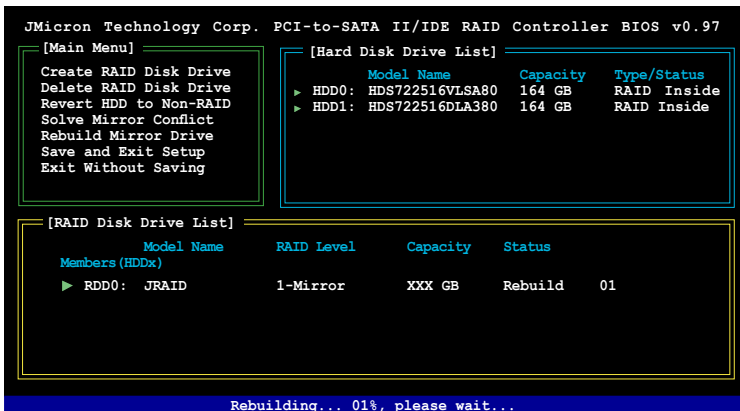 JMicron Technology Corp. PCI-to-SATA II/IDE RAID Controller BIOS v0.97
[Main Menu]
Create RAID Disk Drive
Delete RAID Disk Drive
Revert HDD to Non-RAID
Solve Mirror Conflict
Rebuild Mirror Drive
Save and Exit Setup
Exit Without Saving
[Hard Disk Drive List]
Model Name Capacity Type/Status
HDD0: HDS722516VLSA80 164 GB RAID Inside
HDD1: HDS722516DLA380 164 GB RAID Inside
[RAID Disk Drive List]
Model Name RAID Level Capacity Status
Members(HDDx)
RDD0: JRAID 1-Mirror XXX GB Rebuild 01
Rebuilding... 01%, please wait...